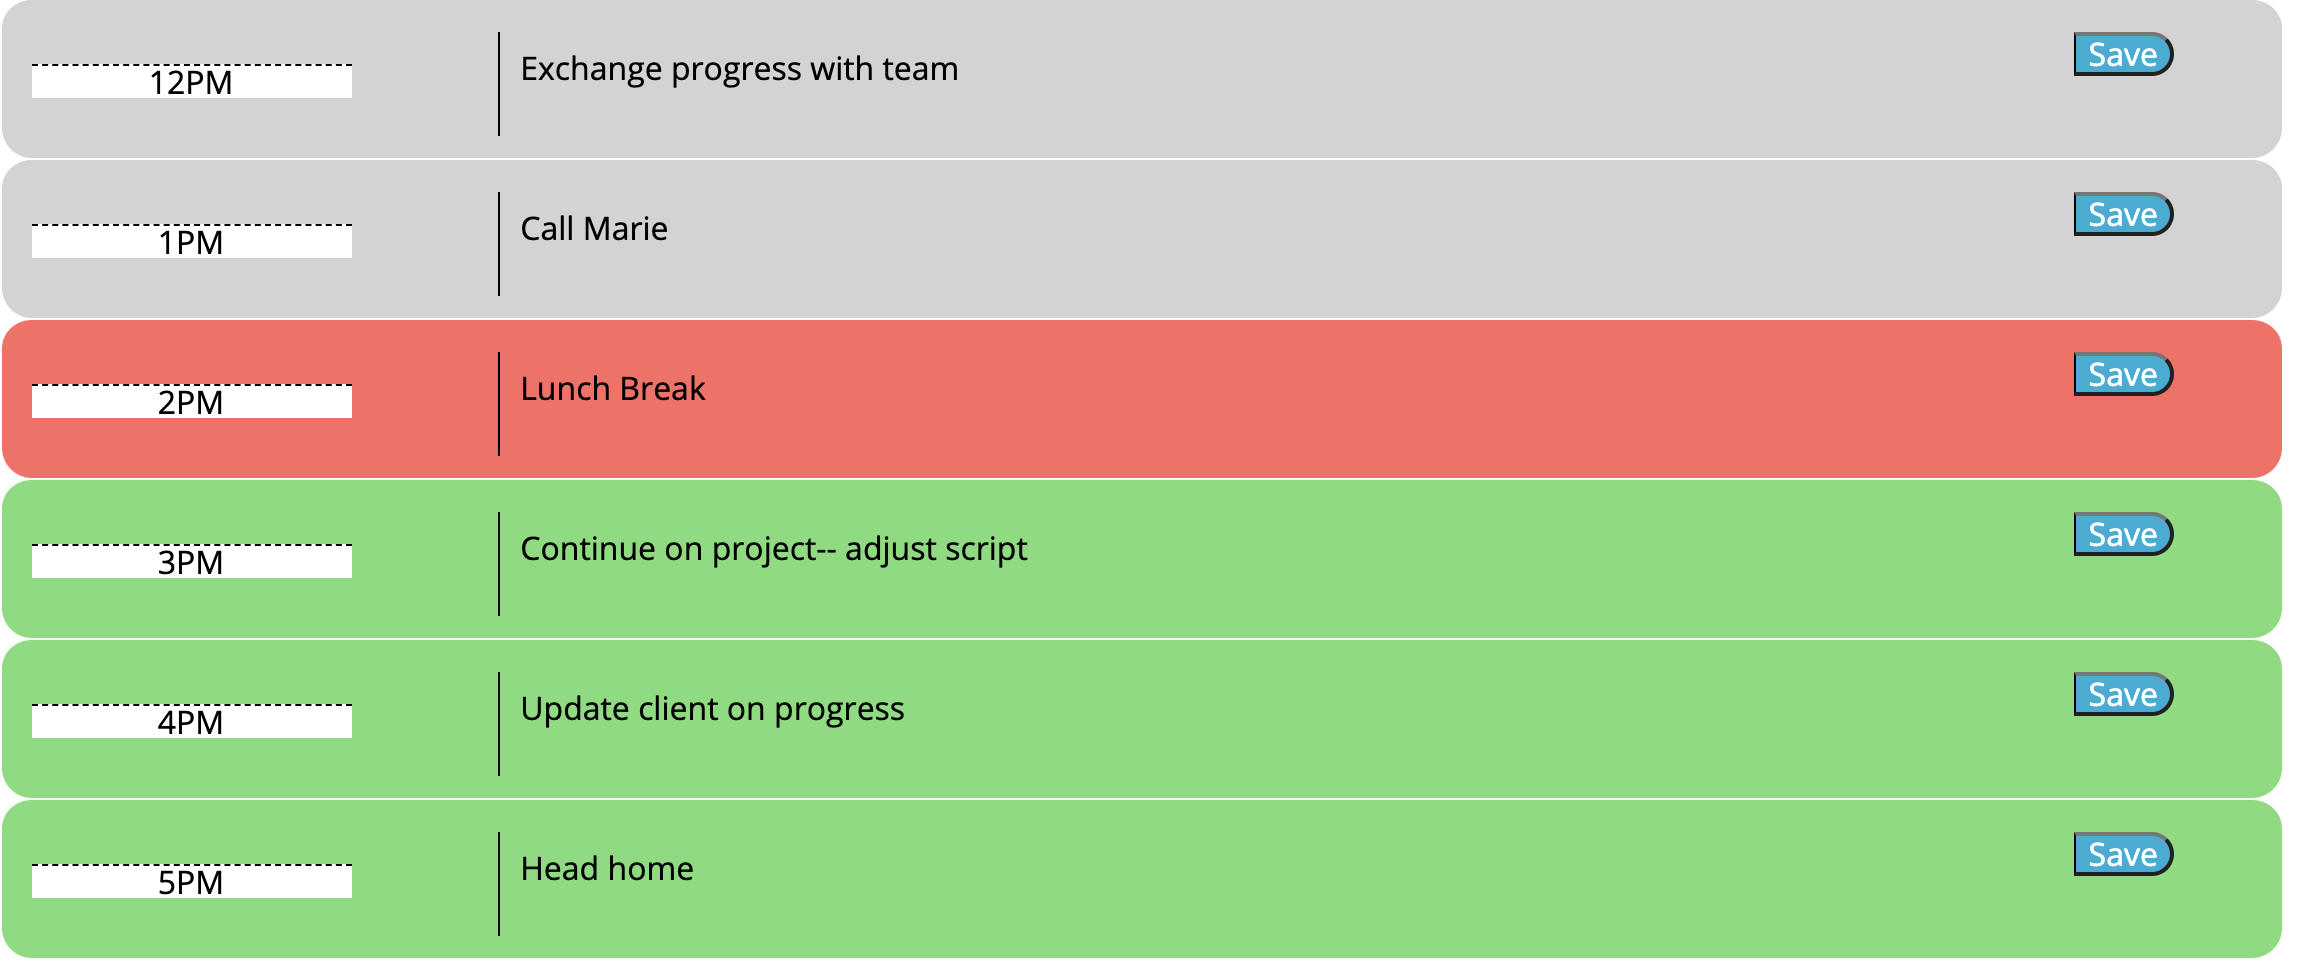 12PM Exchange progress with team Save
1PM Call Marie Save
2PM Lunch Break Save
3PM Continue on project-- adjust script Save
4PM Update client on progress Save
5PM Head home Save